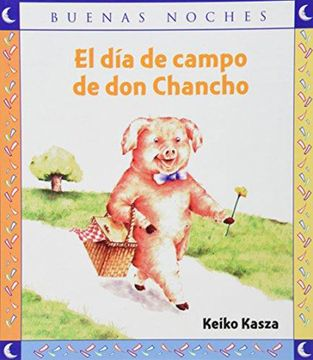 BUENAS NOCHES
El día de campo
de don Chancho
Keiko Kasza